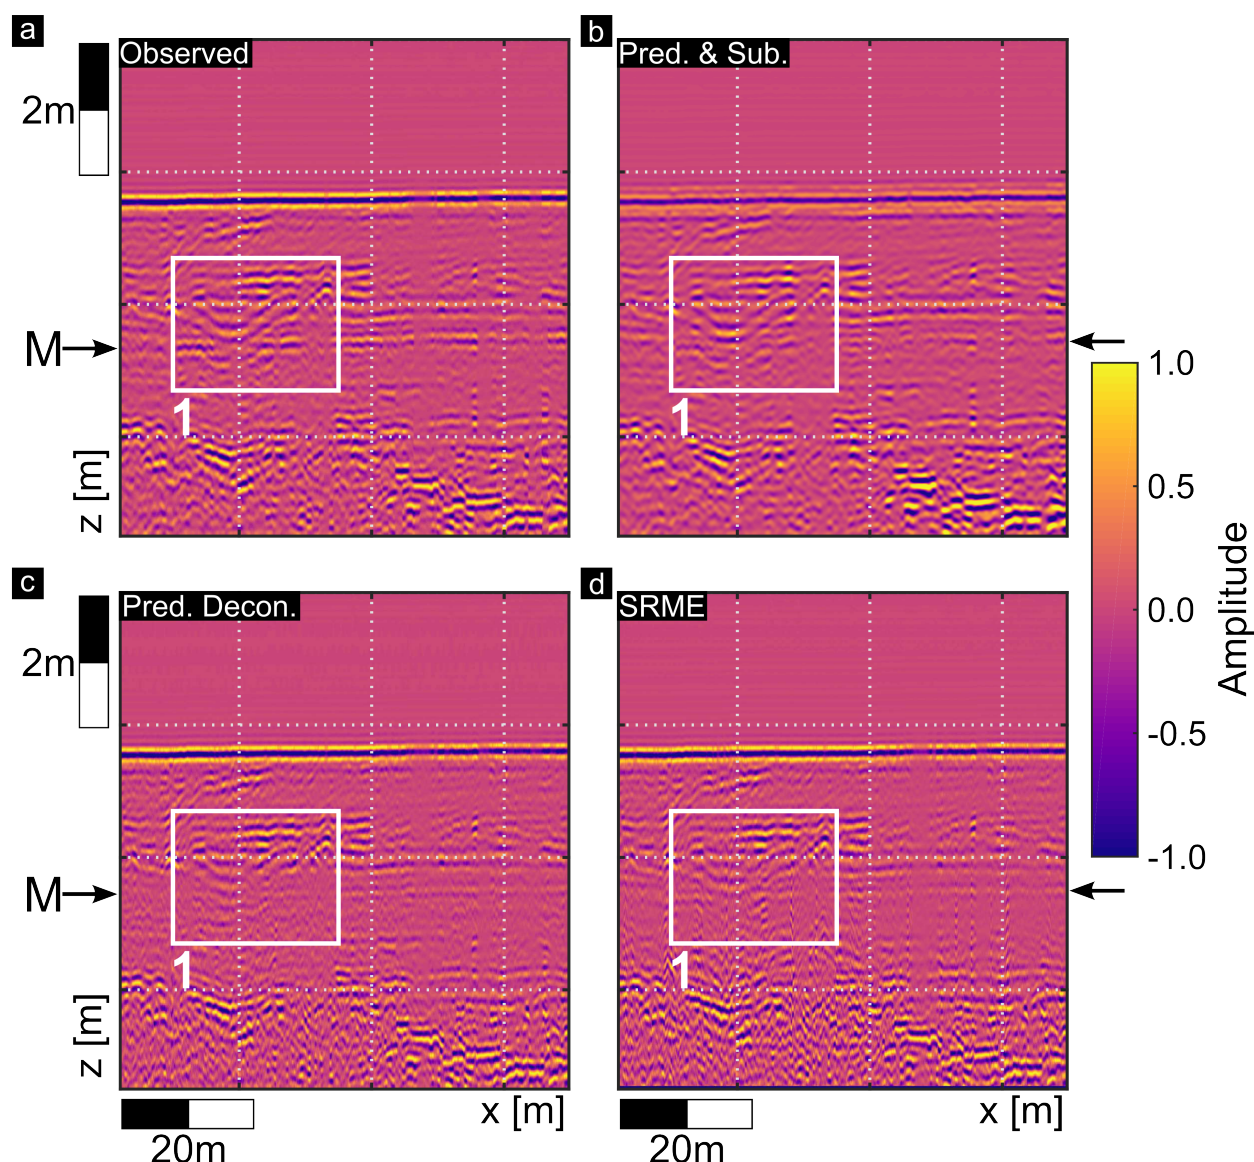 a
Observed
2m
M
1
z [m]
b
Pred. & Sub.
1
1.0
0.5
0.0
-0.5
-1.0
Amplitude
c
Pred. Decon.
2m
M
1
z [m]
x [m]
20m
d
SRME
1
x [m]
20m